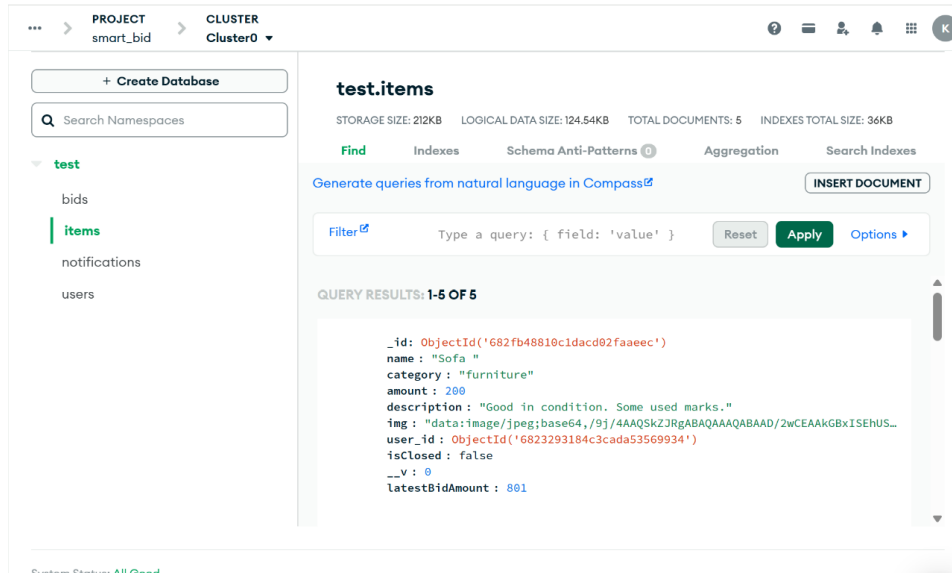 ••• PROJECT CLUSTER
smart_bid Cluster0
K
+ Create Database
Search Namespaces
test
bids
items
notifications
users
test.items
STORAGE SIZE: 212KB LOGICAL DATA SIZE: 124.54KB TOTAL DOCUMENTS: 5 INDEXES TOTAL SIZE: 36KB
Find Indexes Schema Anti-Patterns 0 Aggregation Search Indexes
Generate queries from natural language in Compass INSERT DOCUMENT
Filter Type a query: { field: 'value' } Reset Apply Options
QUERY RESULTS: 1-5 OF 5
_id: ObjectId('682fb48810c1dacd02faaeec')
name : "Sofa "
category : "furniture"
amount : 200
description : "Good in condition. Some used marks."
img : "data:image/jpeg;base64,/9j/4AAQSkZJRgABAQAAAQABAAD/2wCEAAkGBxISEhUS…
user_id : ObjectId('6823293184c3cada53569934')
isClosed : false
__v : 0
latestBidAmount : 801
System Status: All Good